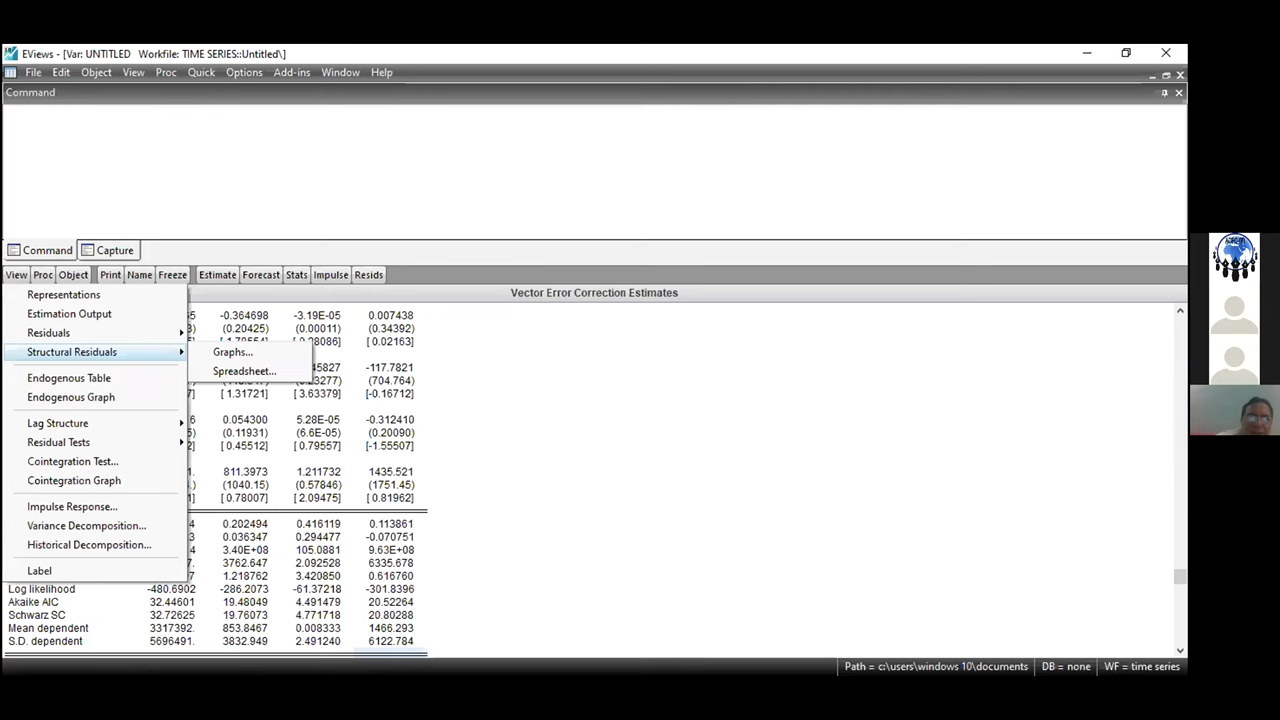 EViews - [Var: UNTITLED Workfile: TIME SERIES::Untitled\]
File Edit Object View Proc Quick Options Add-ins Window Help
Command
Command Capture
View Proc Object Print Name Freeze Estimate Forecast Stats Impulse Resids
Vector Error Correction Estimates
Representations
Estimation Output
Residuals
Structural Residuals
Endogenous Table
Endogenous Graph
Lag Structure
Residual Tests
Cointegration Test...
Cointegration Graph
Impulse Response...
Variance Decomposition...
Historical Decomposition...
Label
Graphs...
Spreadsheet...
-0.364698 -3.19E-05 0.007438
(0.20425) (0.00011) (0.34392)
[ 0.02163]
-117.7821
(704.764)
[ 1.31721] [ 3.63379] [-0.16712]
0.054300 5.28E-05 -0.312410
(0.11931) (6.6E-05) (0.20090)
[ 0.45512] [ 0.79557] [-1.55507]
811.3973 1.211732 1435.521
(1040.15) (0.57846) (1751.45)
[ 0.78007] [ 2.09475] [ 0.81962]
0.202494 0.416119 0.113861
0.036347 0.294477 -0.070751
3.40E+08 105.0881 9.63E+08
3762.647 2.092528 6335.678
1.218762 3.420850 0.616760
Log likelihood -480.6902 -286.2073 -61.37218 -301.8396
Akaike AIC 32.44601 19.48049 4.491479 20.52264
Schwarz SC 32.72625 19.76073 4.771718 20.80288
Mean dependent 3317392. 853.8467 0.008333 1466.293
S.D. dependent 5696491. 3832.949 2.491240 6122.784
Path = c:\users\windows 10\documents DB = none WF = time series